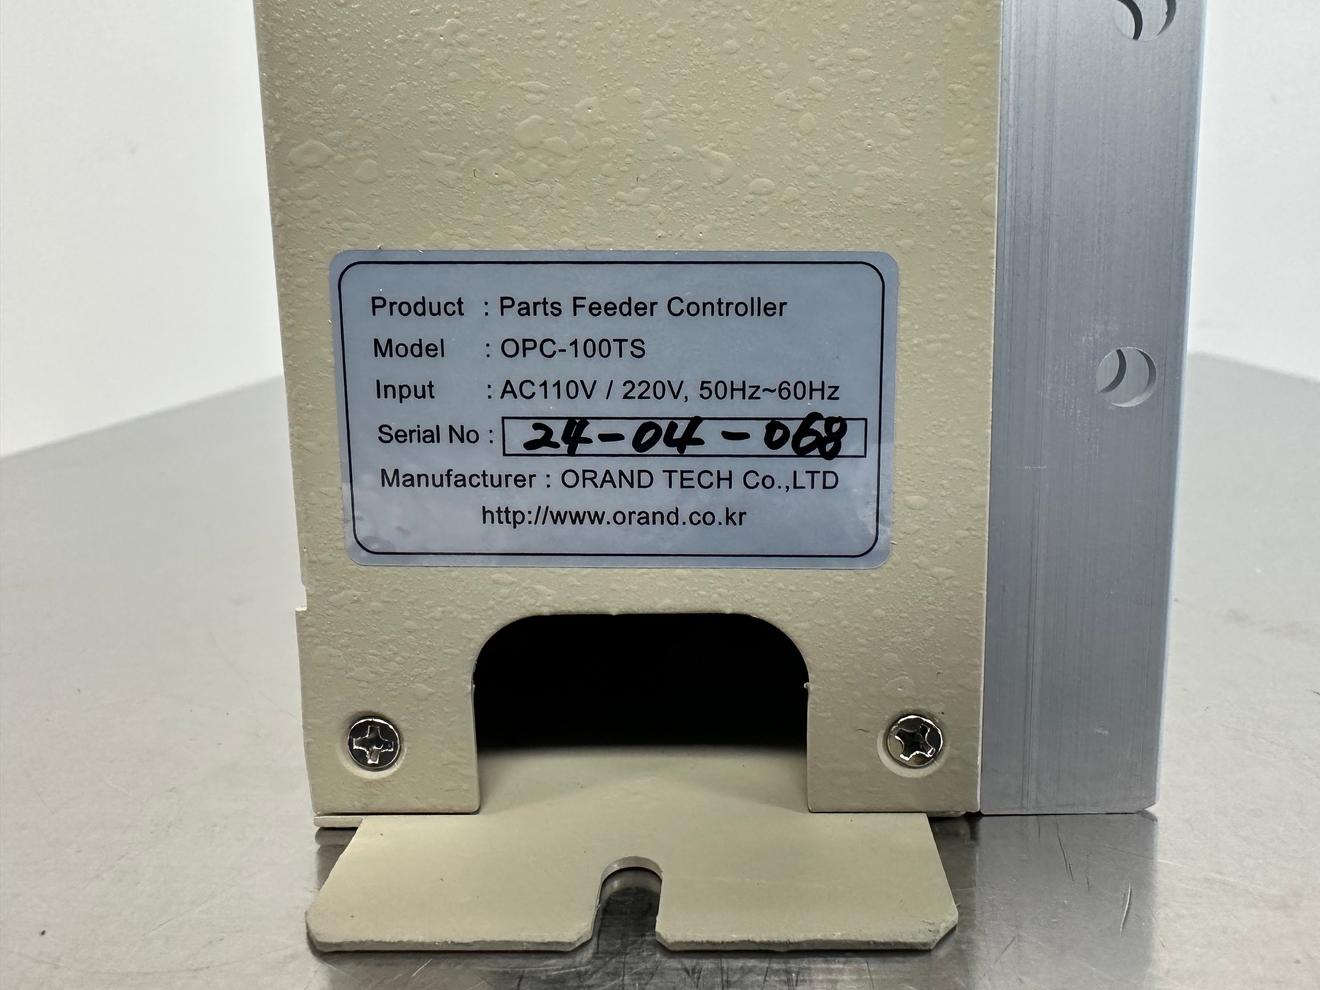 Product : Parts Feeder Controller
Model : OPC-100TS
Input : AC110V / 220V, 50Hz~60Hz
Serial No : 24-04-068
Manufacturer : ORAND TECH Co.,LTD
http://www.orand.co.kr